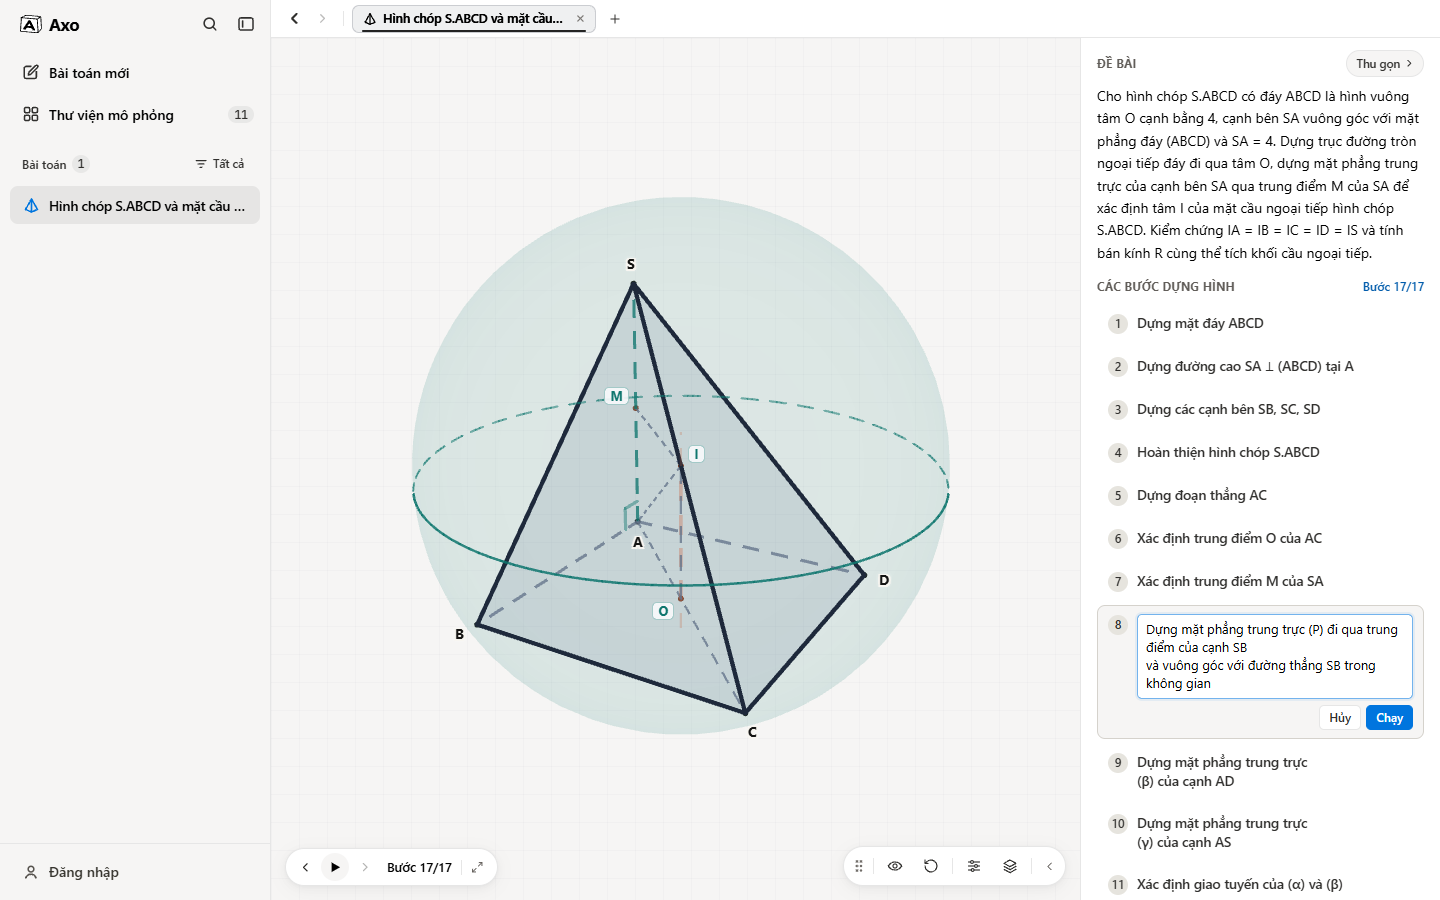 Axo
Bài toán mới
Thư viện mô phỏng 11
Bài toán 1 Tất cả
Hình chóp S.ABCD và mặt cầu ...
Đăng nhập
Hình chóp S.ABCD và mặt cầu...
S
M
I
A
D
O
B
C
Bước 17/17
ĐỀ BÀI
Thu gọn
Cho hình chóp S.ABCD có đáy ABCD là hình vuông
tâm O cạnh bằng 4, cạnh bên SA vuông góc với mặt
phẳng đáy (ABCD) và SA = 4. Dựng trục đường tròn
ngoại tiếp đáy đi qua tâm O, dựng mặt phẳng trung
trực của cạnh bên SA qua trung điểm M của SA để
xác định tâm I của mặt cầu ngoại tiếp hình chóp
S.ABCD. Kiểm chứng IA = IB = IC = ID = IS và tính
bán kính R cùng thể tích khối cầu ngoại tiếp.
CÁC BƯỚC DỰNG HÌNH
Bước 17/17
1 Dựng mặt đáy ABCD
2 Dựng đường cao SA ⊥ (ABCD) tại A
3 Dựng các cạnh bên SB, SC, SD
4 Hoàn thiện hình chóp S.ABCD
5 Dựng đoạn thẳng AC
6 Xác định trung điểm O của AC
7 Xác định trung điểm M của SA
8 Dựng mặt phẳng trung trực (P) đi qua trung
điểm của cạnh SB
và vuông góc với đường thẳng SB trong
không gian
Hủy
Chạy
9 Dựng mặt phẳng trung trực
(β) của cạnh AD
10 Dựng mặt phẳng trung trực
(γ) của cạnh AS
11 Xác định giao tuyến của (α) và (β)